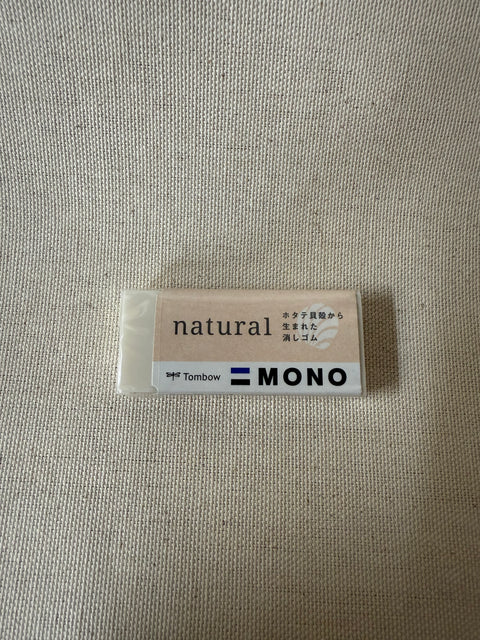 natural
ホタテ貝殻から
生まれた
消しゴム
Tombow MONO